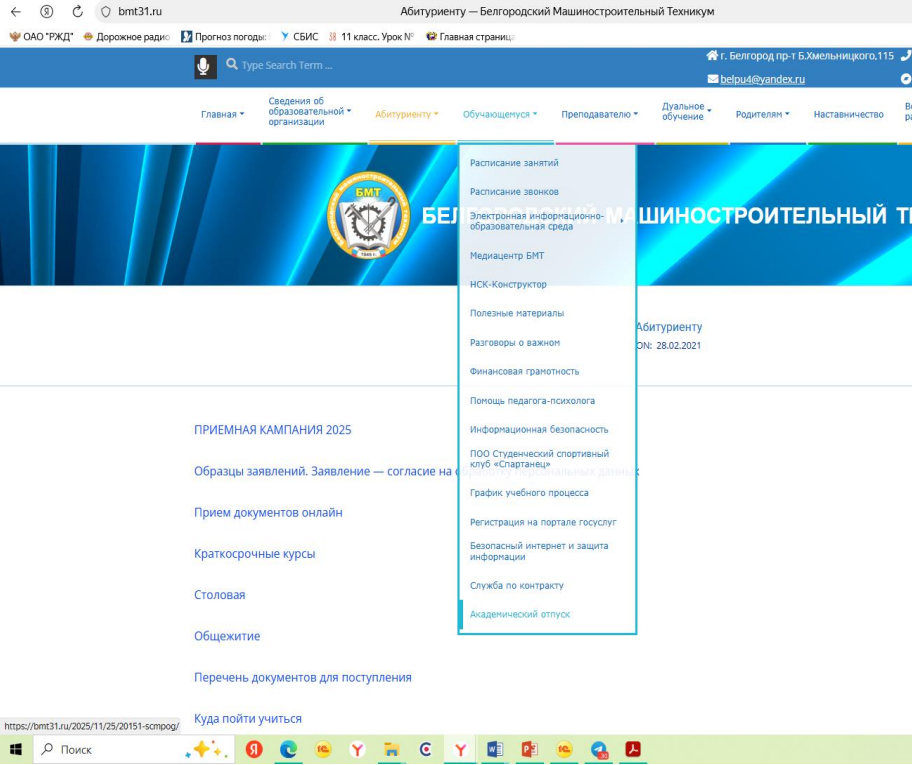 bmt31.ru
Абитуриенту — Белгородский Машиностроительный Техникум
ОАО "РЖД"
Дорожное радио
Прогноз погоды:
СБИС
11 класс. Урок №
Главная страница
Type Search Term ...
г. Белгород пр-т Б.Хмельницкого,115
belpu4@yandex.ru
Главная
Сведения об
образовательной
организации
Абитуриенту
Обучающемуся
Преподавателю
Дуальное
обучение
Родителям
Наставничество
БМТ
Расписание занятий
Расписание звонков
БЕЛГОРОДСКИЙ МАШИНОСТРОИТЕЛЬНЫЙ
Электронная информационно-
образовательная среда
Медиацентр БМТ
НСК-Конструктор
Полезные материалы
Разговоры о важном
Финансовая грамотность
Помощь педагога-психолога
Информационная безопасность
ПОО Студенческий спортивный
клуб «Спартанец»
График учебного процесса
Регистрация на портале госуслуг
Безопасный интернет и защита
информации
Служба по контракту
Академический отпуск
Абитуриенту
ON: 28.02.2021
ПРИЕМНАЯ КАМПАНИЯ 2025
Образцы заявлений. Заявление — согласие на обработку персональных данных
Прием документов онлайн
Краткосрочные курсы
Столовая
Общежитие
Перечень документов для поступления
Куда пойти учиться
https://bmt31.ru/2025/11/25/20151-scmpog/
Поиск